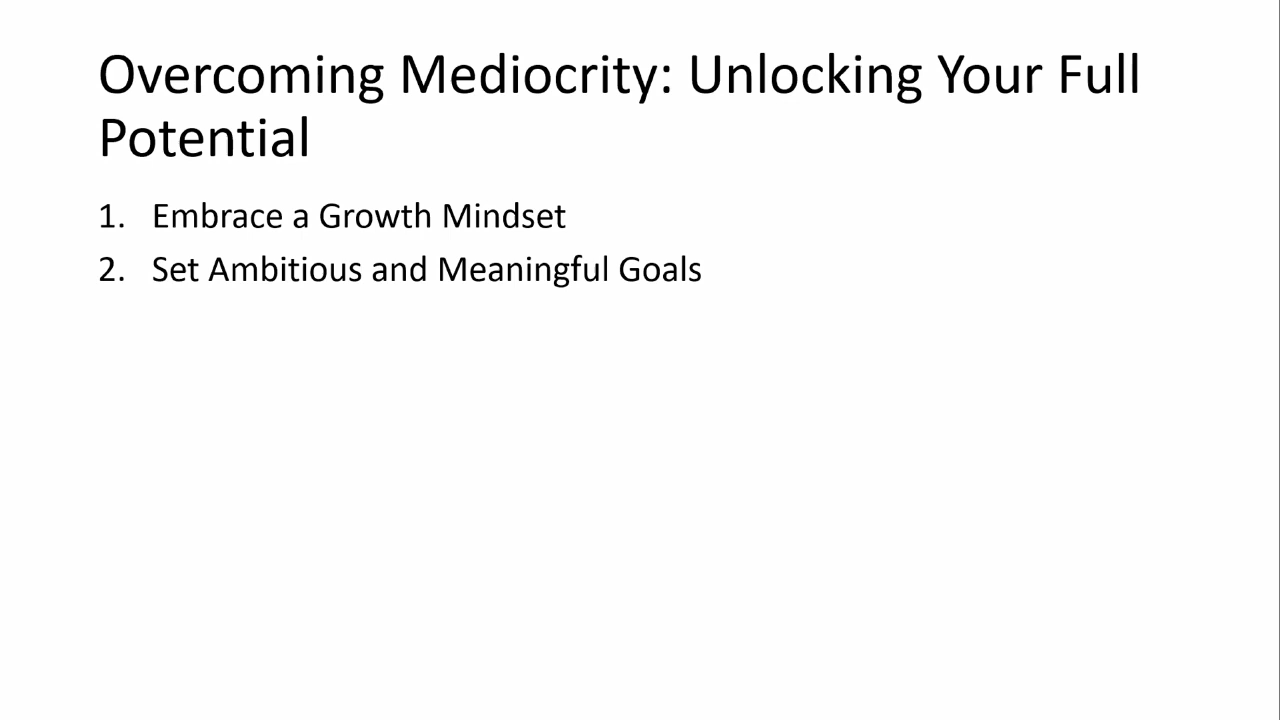 Overcoming Mediocrity: Unlocking Your Full
Potential
1. Embrace a Growth Mindset
2. Set Ambitious and Meaningful Goals